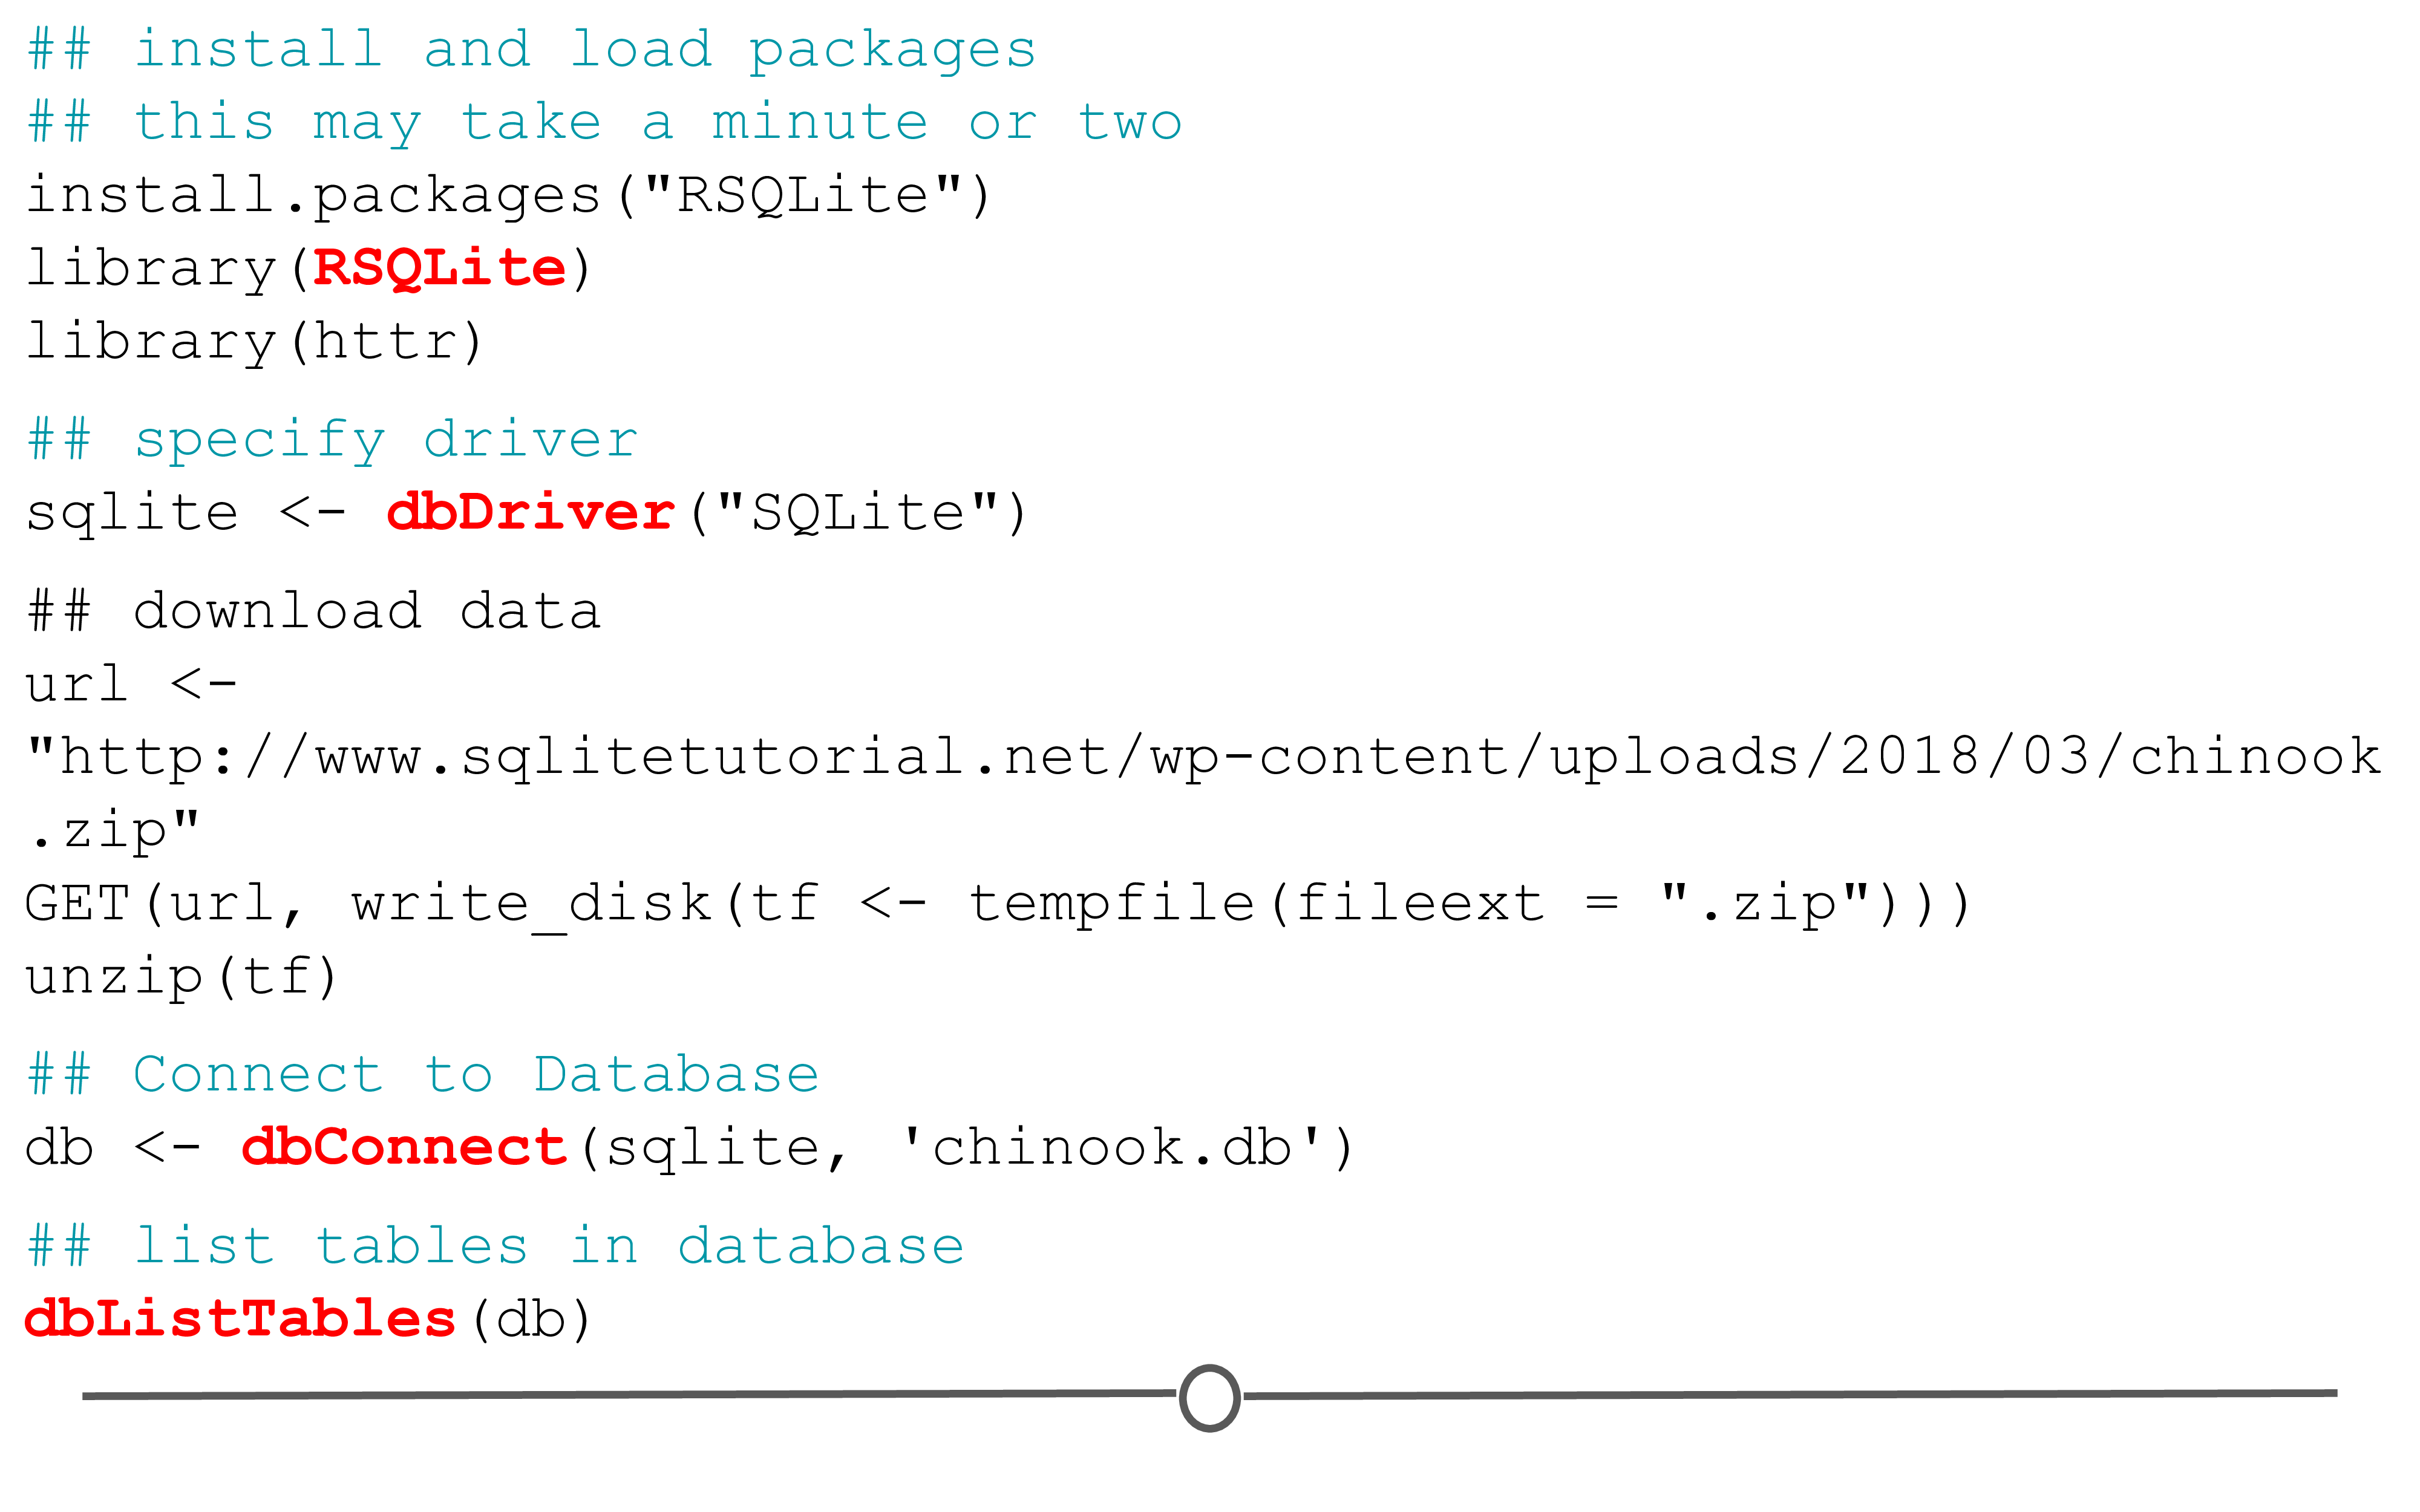 ## install and load packages
## this may take a minute or two
install.packages("RSQLite")
library(RSQLite)
library(httr)
## specify driver
sqlite <- dbDriver("SQLite")
## download data
url <-
"http://www.sqlitetutorial.net/wp-content/uploads/2018/03/chinook
.zip"
GET(url, write_disk(tf <- tempfile(fileext = ".zip")))
unzip(tf)
## Connect to Database
db <- dbConnect(sqlite, 'chinook.db')
## list tables in database
dbListTables(db)